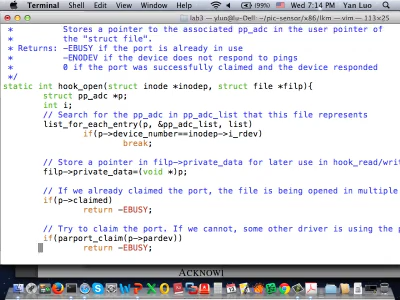 Terminal Shell Edit View Window Help (99%) Wed 7:14 PM Yan Luo
lab3 — ylun@lu-Dell: ~/pic-sensor/x86/lkm — vim — 113×25
* Stores a pointer to the associated pp_adc in the user pointer of
* the "struct file".
* Returns: -EBUSY if the port is already in use
* -ENODEV if the device does not respond to pings
* 0 if the port was successfully claimed and the device responded
*/
static int hook_open(struct inode *inodep, struct file *filp){
struct pp_adc *p;
int i;
// Search for the pp_adc in pp_adc_list that this file represents
list_for_each_entry(p, &pp_adc_list, list)
if(p->device_number==inodep->i_rdev)
break;
// Store a pointer in filp->private_data for later use in hook_read/writ
filp->private_data=(void *)p;
// If we already claimed the port, the file is being opened in multiple
if(p->claimed)
return -EBUSY;
// Try to claim the port. If we cannot, some other driver is using the p
if(parport_claim(p->pardev))
return -EBUSY;
ACKNOWL